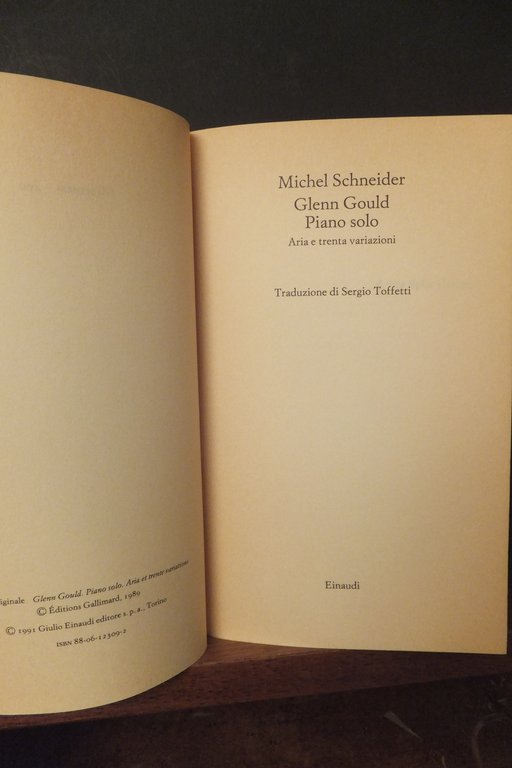 iginale Glenn Gould. Piano solo. Aria et trente variations
© Éditions Gallimard, 1989
© 1991 Giulio Einaudi editore s. p. a., Torino
ISBN 88-06-12309-2
Michel Schneider
Glenn Gould
Piano solo
Aria e trenta variazioni
Traduzione di Sergio Toffetti
Einaudi